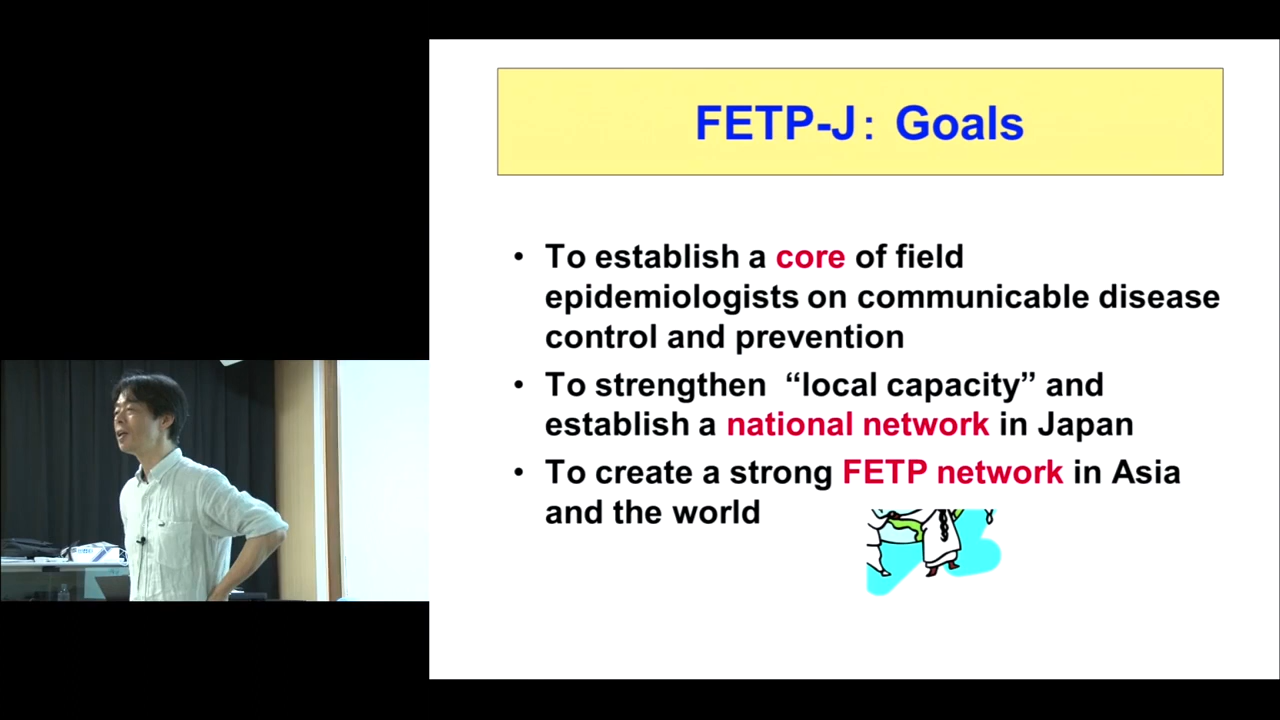 FETP-J： Goals
• To establish a core of field
epidemiologists on communicable disease
control and prevention
• To strengthen “local capacity” and
establish a national network in Japan
• To create a strong FETP network in Asia
and the world